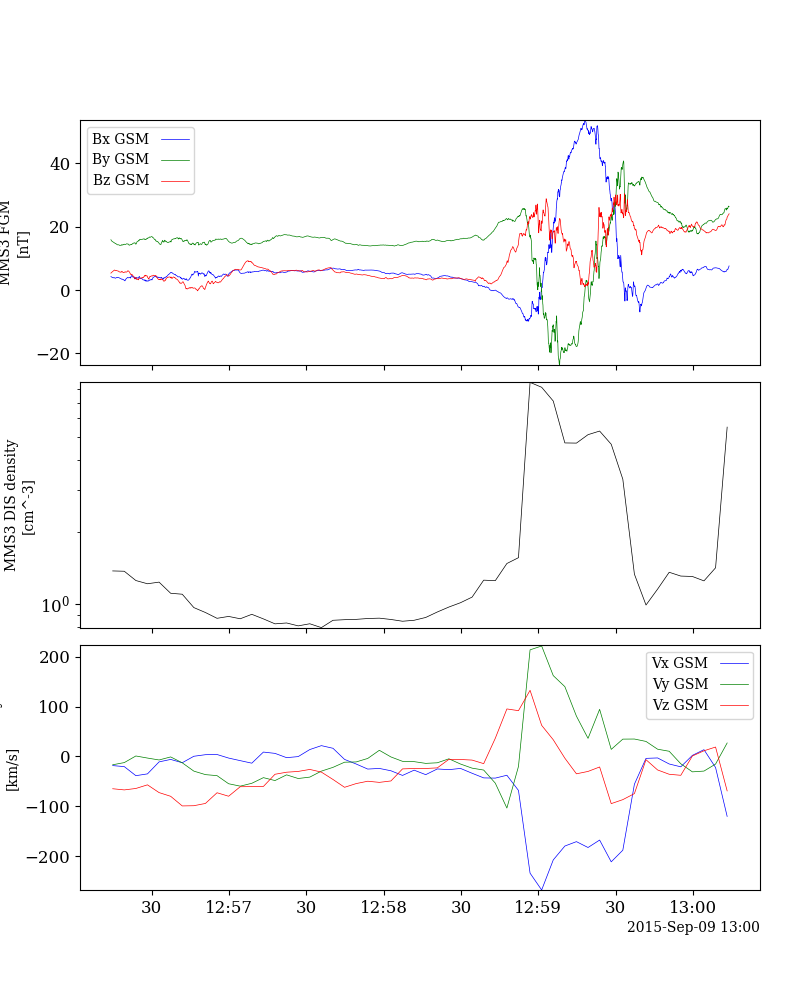 Bx GSM
By GSM
Bz GSM
MMS3 FGM
[nT]
40
20
0
−20
MMS3 DIS density
[cm^-3]
10^0
Vx GSM
Vy GSM
Vz GSM
[km/s]
200
100
0
−100
−200
30 12:57 30 12:58 30 12:59 30 13:00
2015-Sep-09 13:00